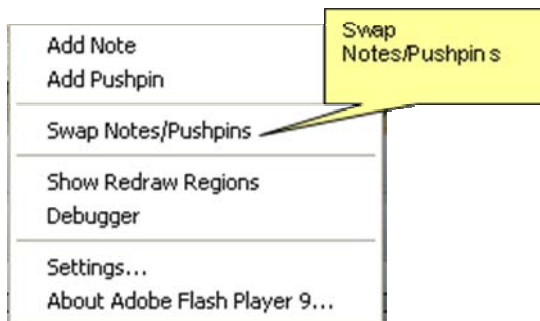 Add Note
Add Pushpin
Swap Notes/Pushpins
Show Redraw Regions
Debugger
Settings...
About Adobe Flash Player 9...
Swap
Notes/Pushpins